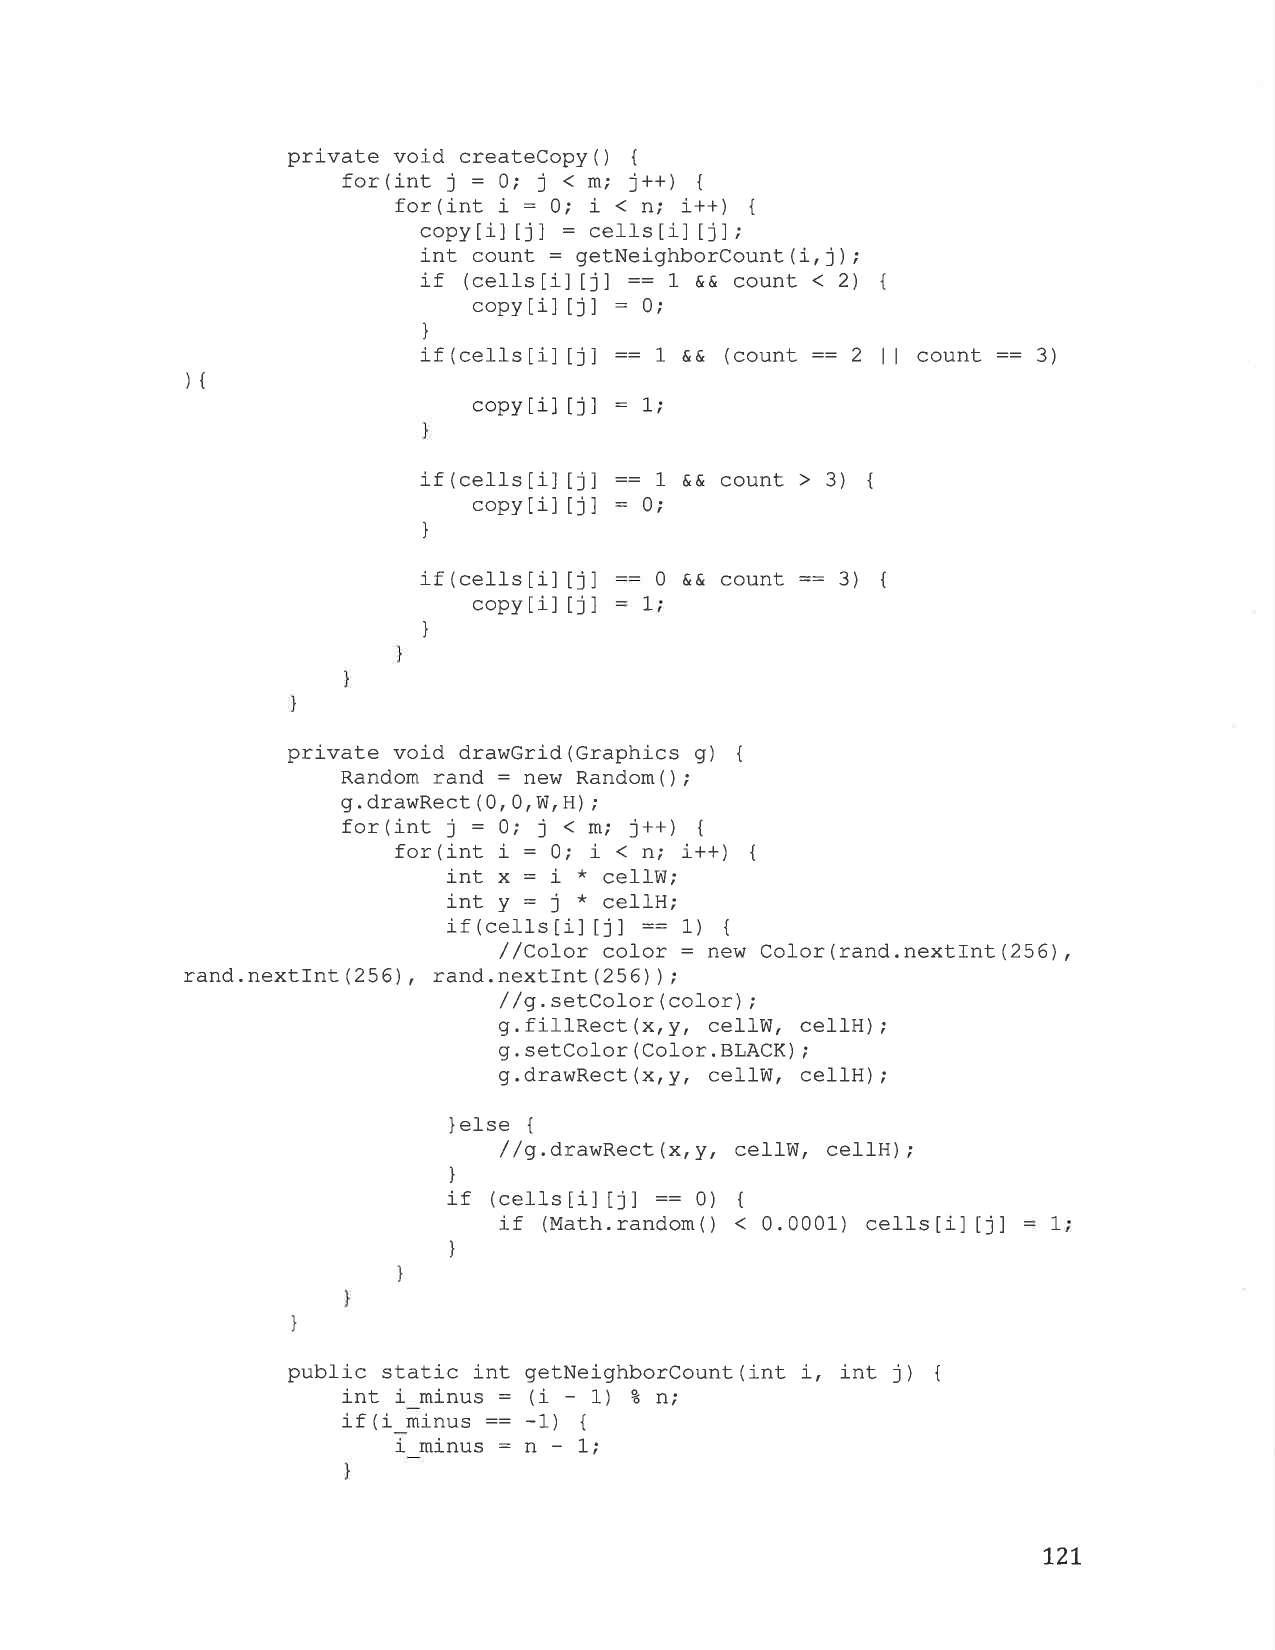 private void createCopy() {
for(int j = 0; j < m; j++) {
for(int i = 0; i < n; i++) {
copy[i][j] = cells[i][j];
int count = getNeighborCount(i,j);
if (cells[i][j] == 1 && count < 2) {
copy[i][j] = 0;
}
if(cells[i][j] == 1 && (count == 2 || count == 3)
){
copy[i][j] = 1;
}
if(cells[i][j] == 1 && count > 3) {
copy[i][j] = 0;
}
if(cells[i][j] == 0 && count == 3) {
copy[i][j] = 1;
}
}
}
}
private void drawGrid(Graphics g) {
Random rand = new Random();
g.drawRect(0,0,W,H);
for(int j = 0; j < m; j++) {
for(int i = 0; i < n; i++) {
int x = i * cellW;
int y = j * cellH;
if(cells[i][j] == 1) {
//Color color = new Color(rand.nextInt(256),
rand.nextInt(256), rand.nextInt(256));
//g.setColor(color);
g.fillRect(x,y, cellW, cellH);
g.setColor(Color.BLACK);
g.drawRect(x,y, cellW, cellH);
}else {
//g.drawRect(x,y, cellW, cellH);
}
if (cells[i][j] == 0) {
if (Math.random() < 0.0001) cells[i][j] = 1;
}
}
}
}
public static int getNeighborCount(int i, int j) {
int i_minus = (i - 1) % n;
if(i_minus == -1) {
i_minus = n - 1;
}
121